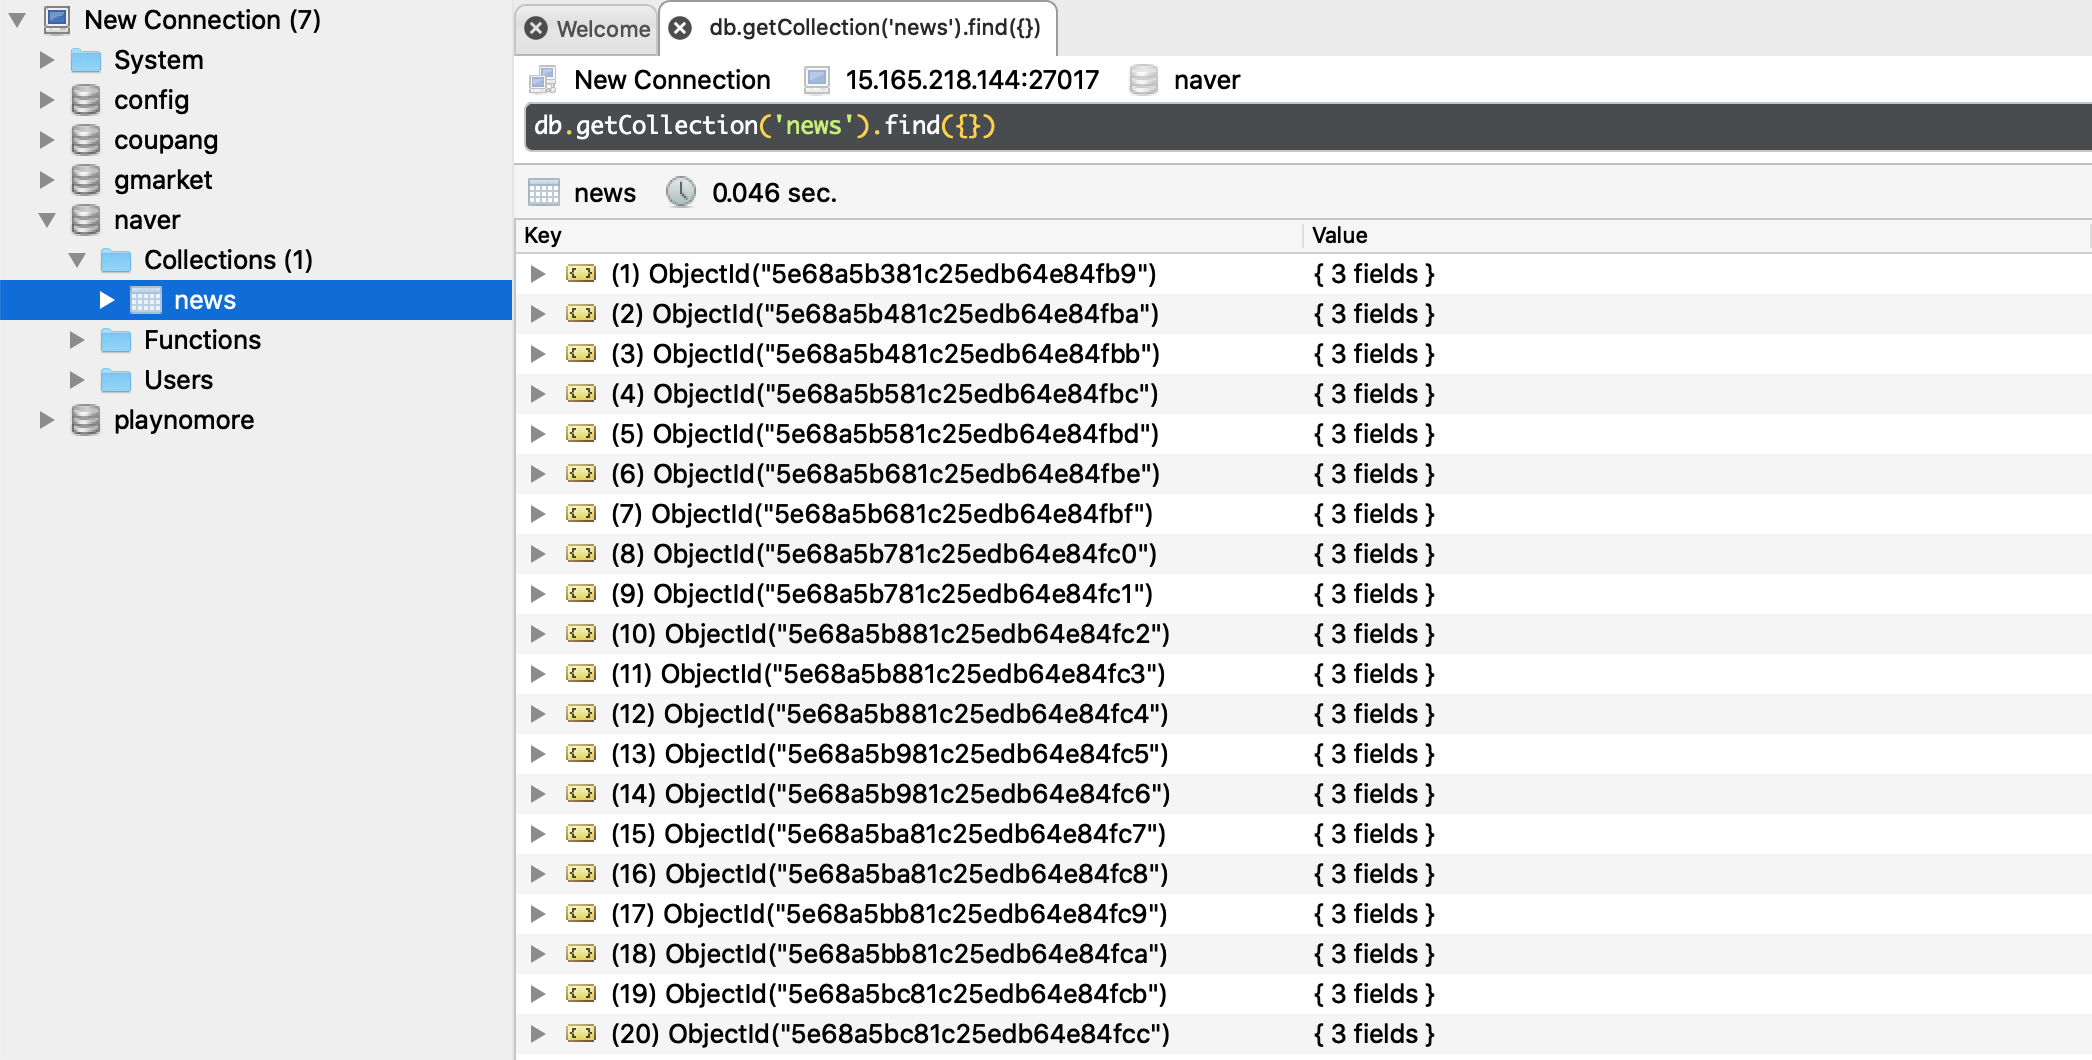 New Connection (7)
System
config
coupang
gmarket
naver
Collections (1)
news
Functions
Users
playnomore
Welcome
db.getCollection('news').find({})
New Connection 15.165.218.144:27017 naver
db.getCollection('news').find({})
news 0.046 sec.
Key Value
(1) ObjectId("5e68a5b381c25edb64e84fb9") { 3 fields }
(2) ObjectId("5e68a5b481c25edb64e84fba") { 3 fields }
(3) ObjectId("5e68a5b481c25edb64e84fbb") { 3 fields }
(4) ObjectId("5e68a5b581c25edb64e84fbc") { 3 fields }
(5) ObjectId("5e68a5b581c25edb64e84fbd") { 3 fields }
(6) ObjectId("5e68a5b681c25edb64e84fbe") { 3 fields }
(7) ObjectId("5e68a5b681c25edb64e84fbf") { 3 fields }
(8) ObjectId("5e68a5b781c25edb64e84fc0") { 3 fields }
(9) ObjectId("5e68a5b781c25edb64e84fc1") { 3 fields }
(10) ObjectId("5e68a5b881c25edb64e84fc2") { 3 fields }
(11) ObjectId("5e68a5b881c25edb64e84fc3") { 3 fields }
(12) ObjectId("5e68a5b881c25edb64e84fc4") { 3 fields }
(13) ObjectId("5e68a5b981c25edb64e84fc5") { 3 fields }
(14) ObjectId("5e68a5b981c25edb64e84fc6") { 3 fields }
(15) ObjectId("5e68a5ba81c25edb64e84fc7") { 3 fields }
(16) ObjectId("5e68a5ba81c25edb64e84fc8") { 3 fields }
(17) ObjectId("5e68a5bb81c25edb64e84fc9") { 3 fields }
(18) ObjectId("5e68a5bb81c25edb64e84fca") { 3 fields }
(19) ObjectId("5e68a5bc81c25edb64e84fcb") { 3 fields }
(20) ObjectId("5e68a5bc81c25edb64e84fcc") { 3 fields }